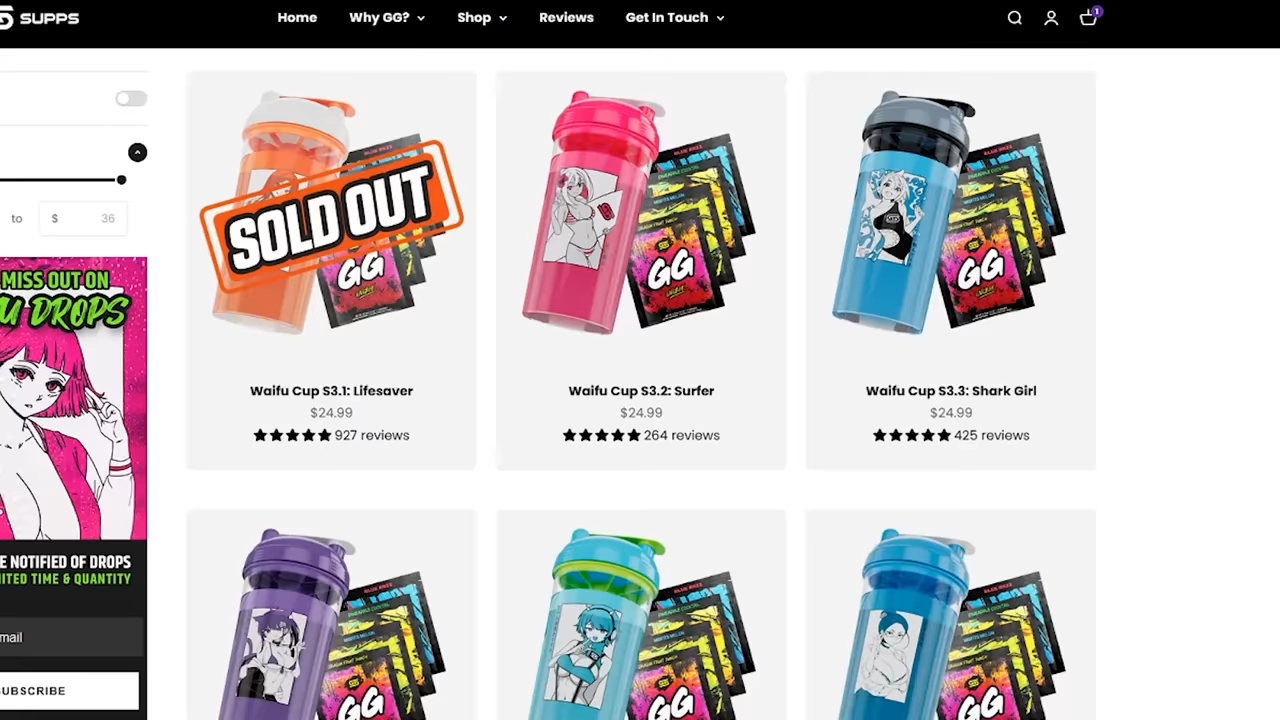 SUPPS
Home
Why GG?
Shop
Reviews
Get In Touch
1
to
$
36
MISS OUT ON
DROPS
E NOTIFIED OF DROPS
ITED TIME & QUANTITY
mail
UBSCRIBE
SOLD OUT
GG
Waifu Cup S3.1: Lifesaver
$24.99
927 reviews
GG
Waifu Cup S3.2: Surfer
$24.99
264 reviews
GG
Waifu Cup S3.3: Shark Girl
$24.99
425 reviews
GG
GG
GG